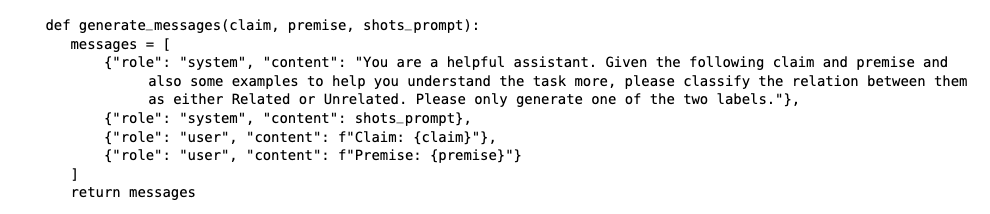 def generate_messages(claim, premise, shots_prompt):
messages = [
{"role": "system", "content": "You are a helpful assistant. Given the following claim and premise and
also some examples to help you understand the task more, please classify the relation between them
as either Related or Unrelated. Please only generate one of the two labels."},
{"role": "system", "content": shots_prompt},
{"role": "user", "content": f"Claim: {claim}"},
{"role": "user", "content": f"Premise: {premise}"}
]
return messages